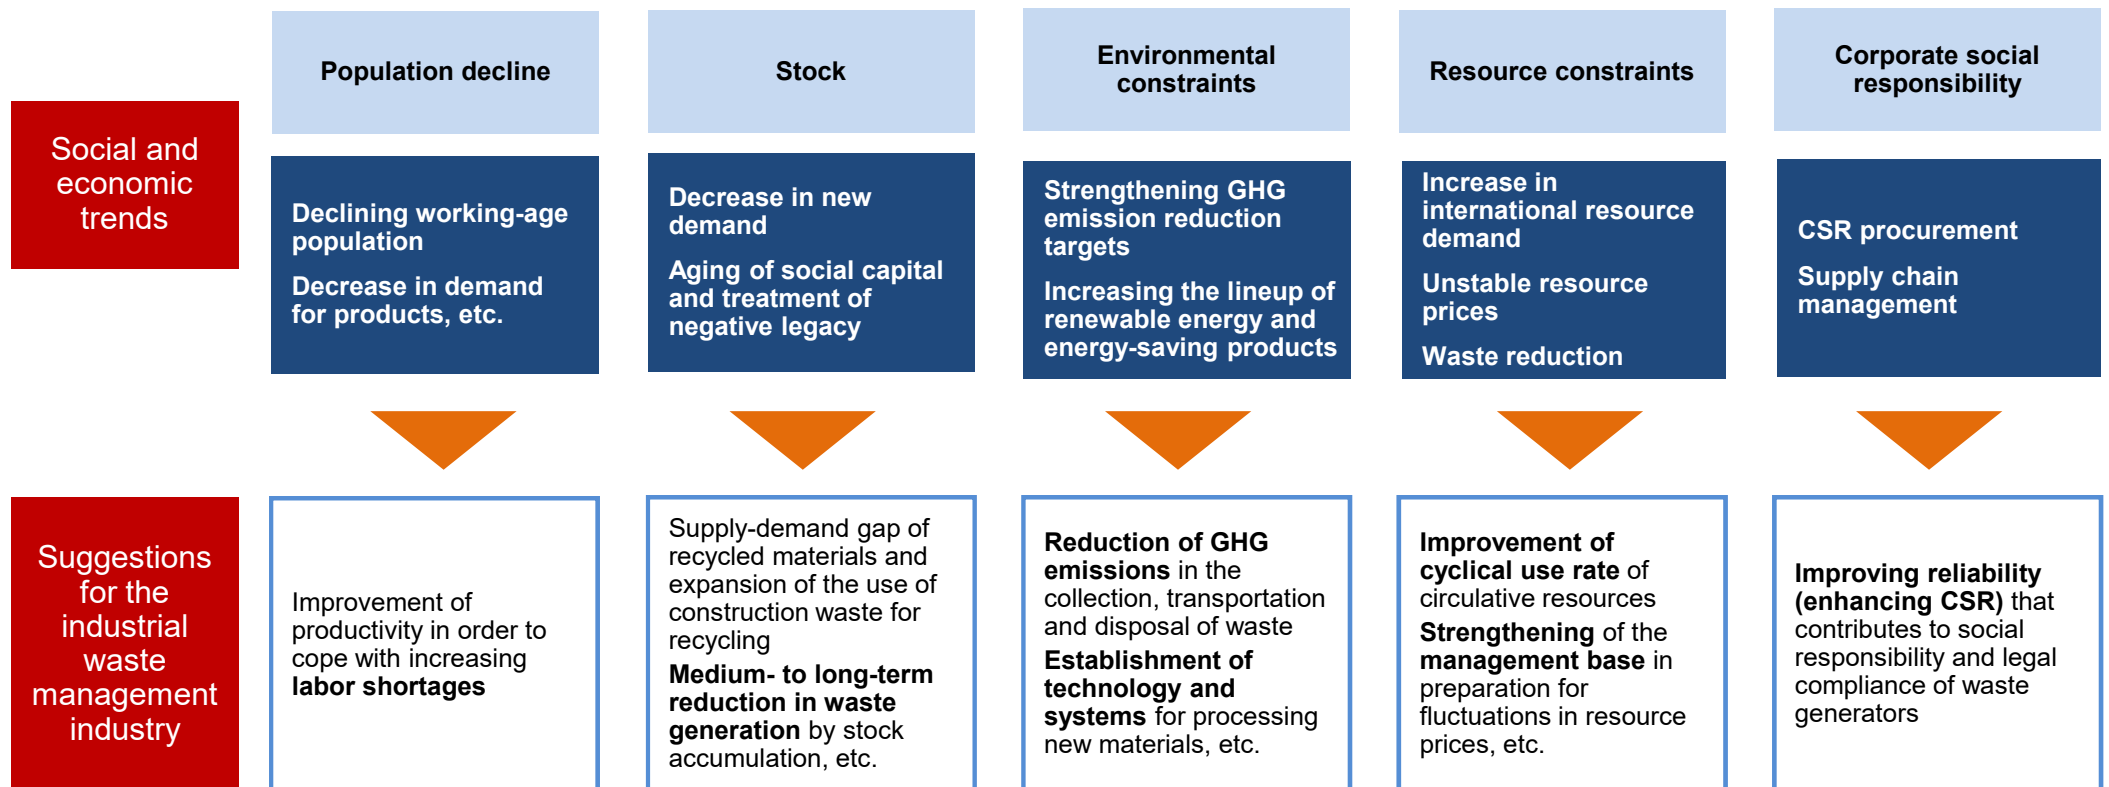 Population decline
Stock
Environmental
constraints
Resource constraints
Corporate social
responsibility
Social and
economic
trends
Declining working-age
population
Decrease in demand
for products, etc.
Decrease in new
demand
Aging of social capital
and treatment of
negative legacy
Strengthening GHG
emission reduction
targets
Increasing the lineup of
renewable energy and
energy-saving products
Increase in
international resource
demand
Unstable resource
prices
Waste reduction
CSR procurement
Supply chain
management
Suggestions
for the
industrial
waste
management
industry
Improvement of
productivity in order to
cope with increasing
labor shortages
Supply-demand gap of
recycled materials and
expansion of the use of
construction waste for
recycling
Medium- to long-term
reduction in waste
generation by stock
accumulation, etc.
Reduction of GHG
emissions in the
collection, transportation
and disposal of waste
Establishment of
technology and
systems for processing
new materials, etc.
Improvement of
cyclical use rate of
circulative resources
Strengthening of the
management base in
preparation for
fluctuations in resource
prices, etc.
Improving reliability
(enhancing CSR) that
contributes to social
responsibility and legal
compliance of waste
generators